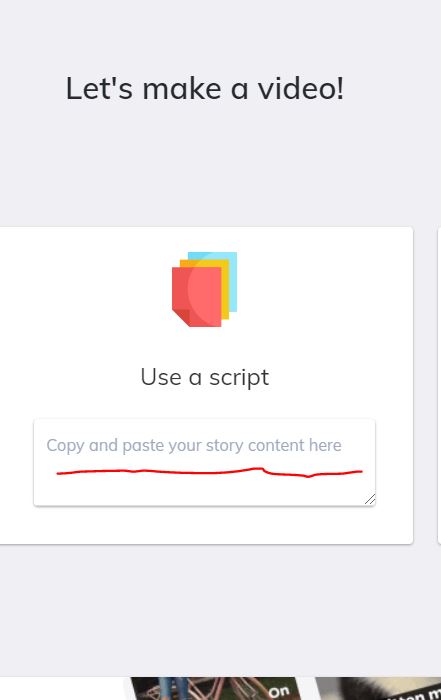 Let's make a video!
Use a script
Copy and paste your story content here
On